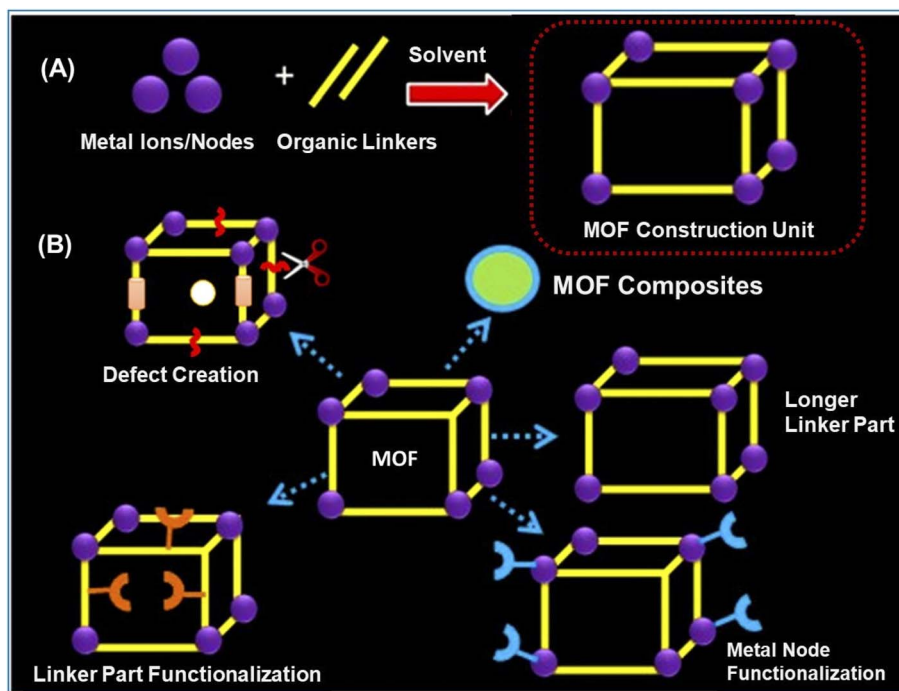 (A)
Solvent
+
Metal Ions/Nodes
Organic Linkers
MOF Construction Unit
(B)
MOF Composites
Defect Creation
Longer
Linker Part
MOF
Linker Part Functionalization
Metal Node
Functionalization